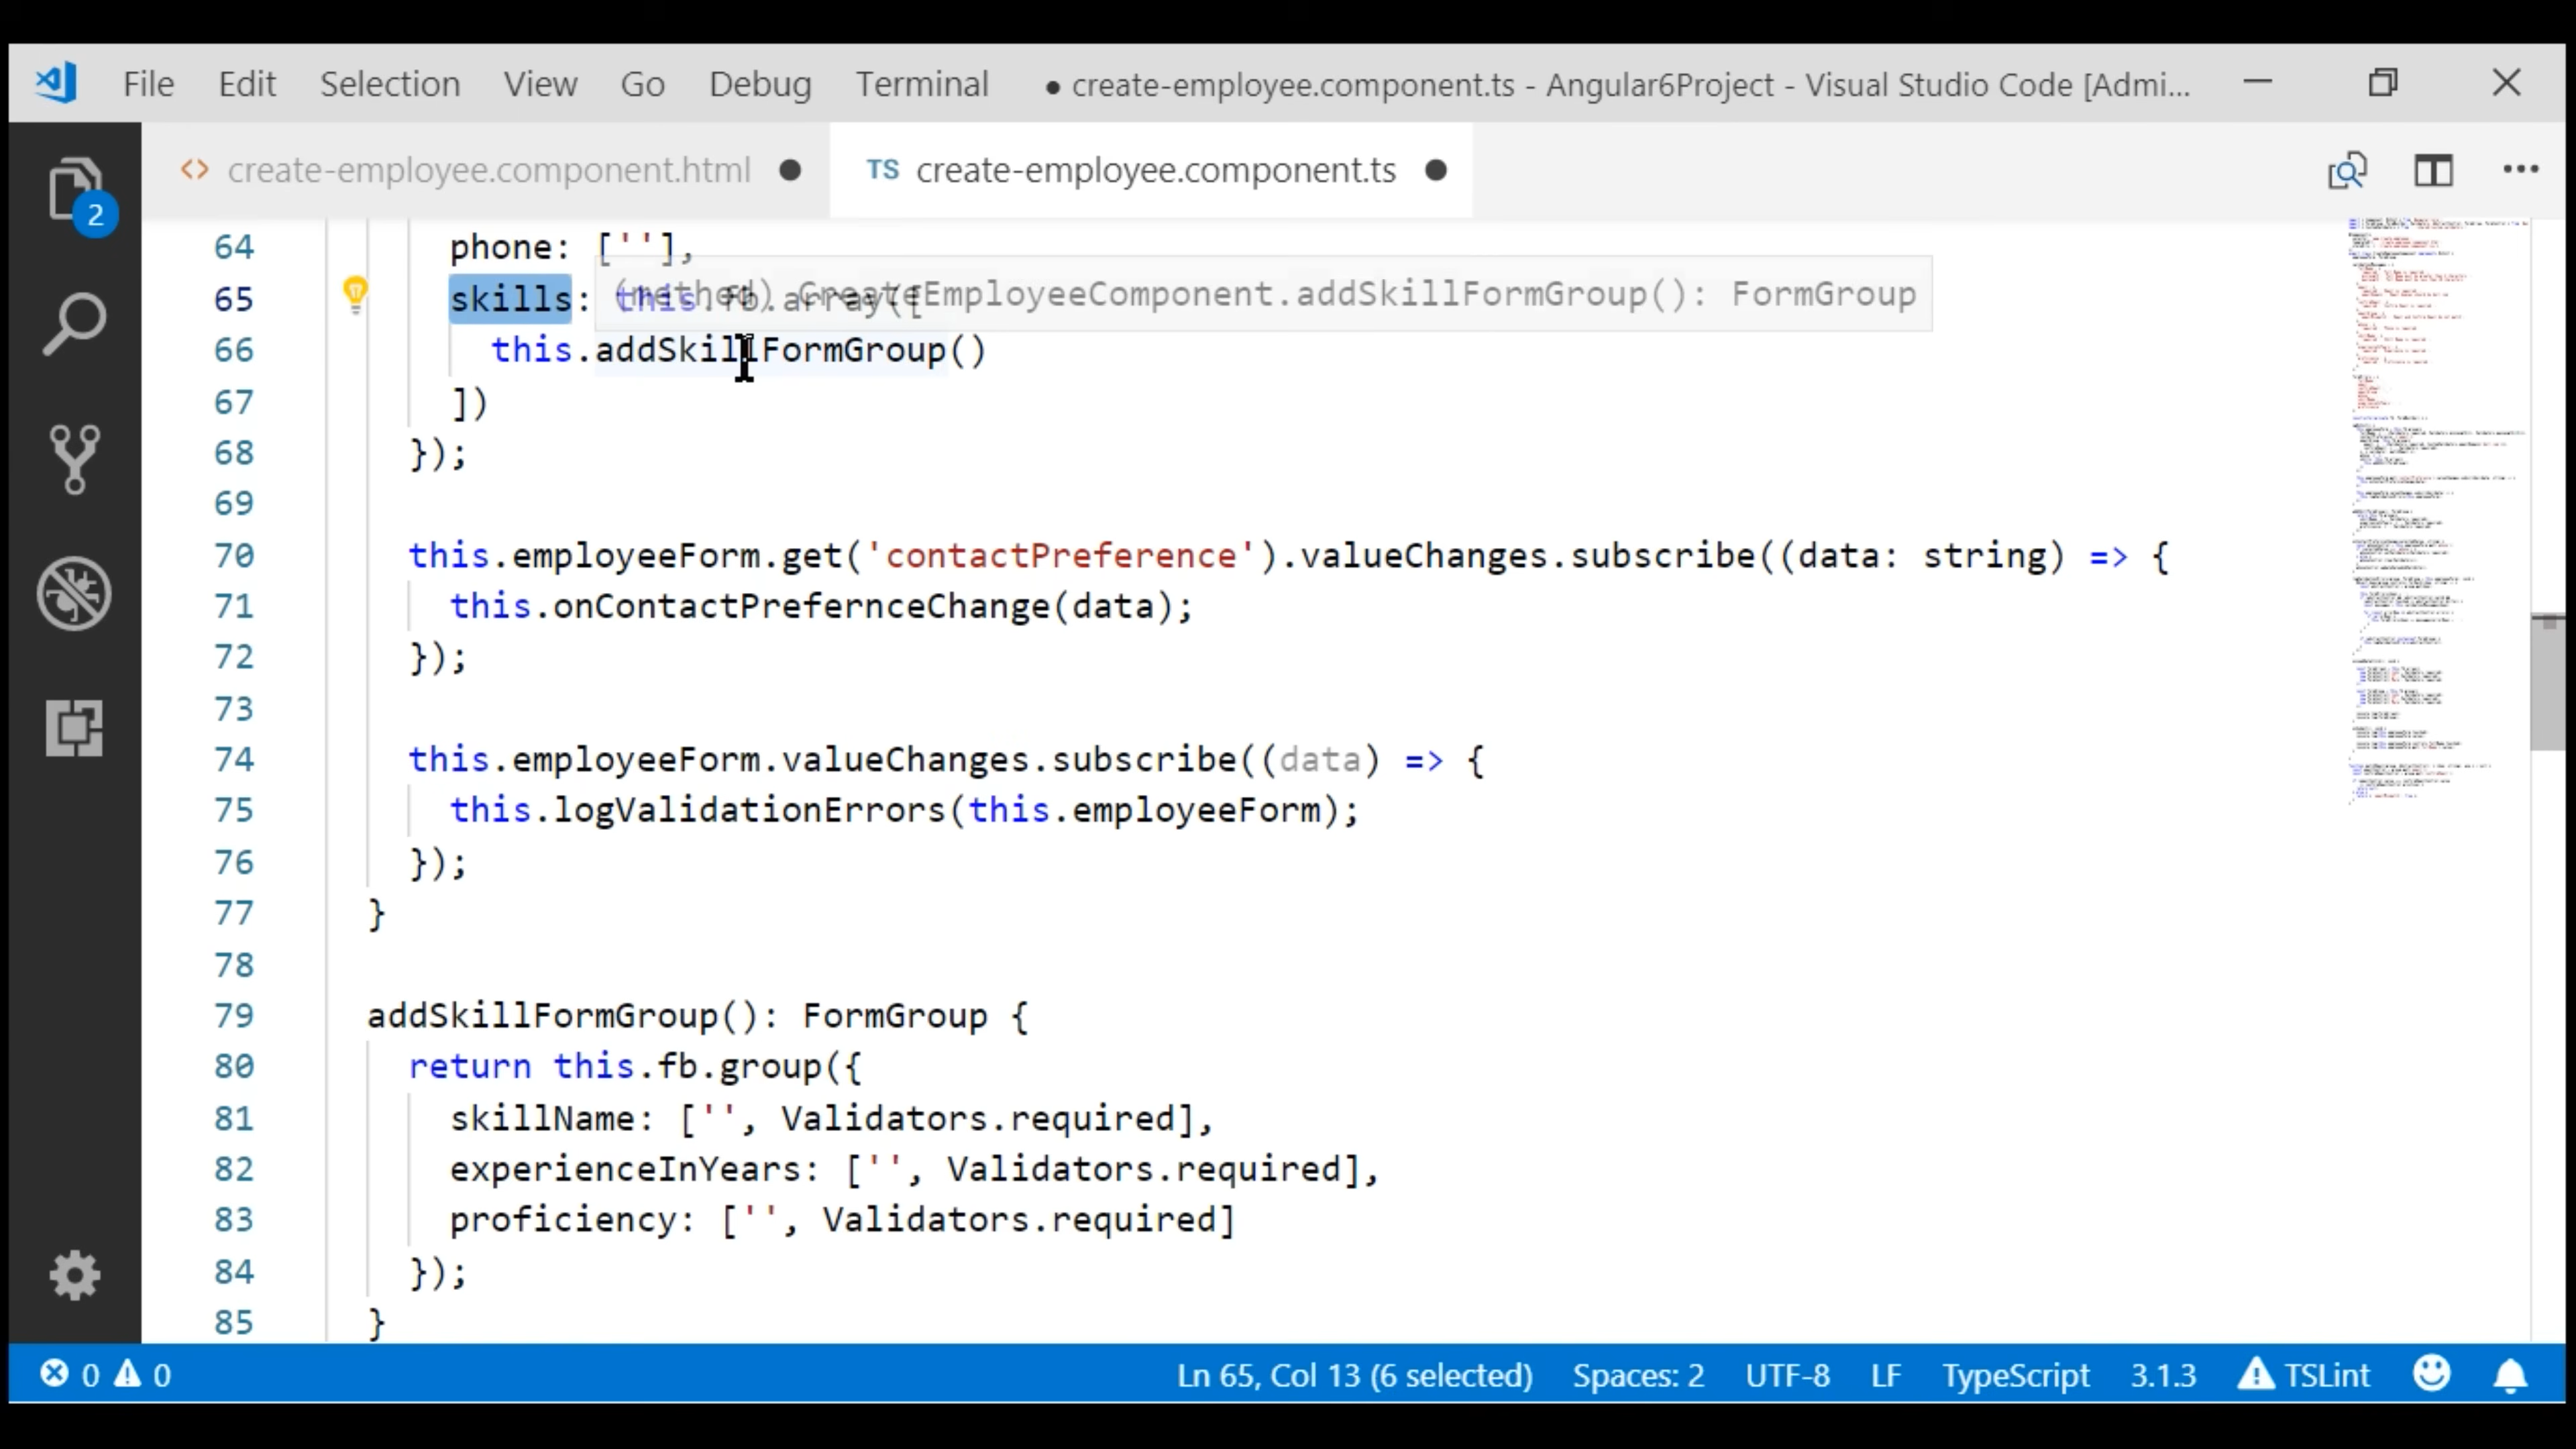 File Edit Selection View Go Debug Terminal ● create-employee.component.ts - Angular6Project - Visual Studio Code [Admi...
<> create-employee.component.html ● TS create-employee.component.ts ●
2
64 phone: [''],
65 skills: this.fb.array([
(method) CreateEmployeeComponent.addSkillFormGroup(): FormGroup
66 this.addSkillFormGroup()
67 ])
68 });
69
70 this.employeeForm.get('contactPreference').valueChanges.subscribe((data: string) => {
71 this.onContactPrefernceChange(data);
72 });
73
74 this.employeeForm.valueChanges.subscribe((data) => {
75 this.logValidationErrors(this.employeeForm);
76 });
77 }
78
79 addSkillFormGroup(): FormGroup {
80 return this.fb.group({
81 skillName: ['', Validators.required],
82 experienceInYears: ['', Validators.required],
83 proficiency: ['', Validators.required]
84 });
85 }
0 0 Ln 65, Col 13 (6 selected) Spaces: 2 UTF-8 LF TypeScript 3.1.3 TSLint